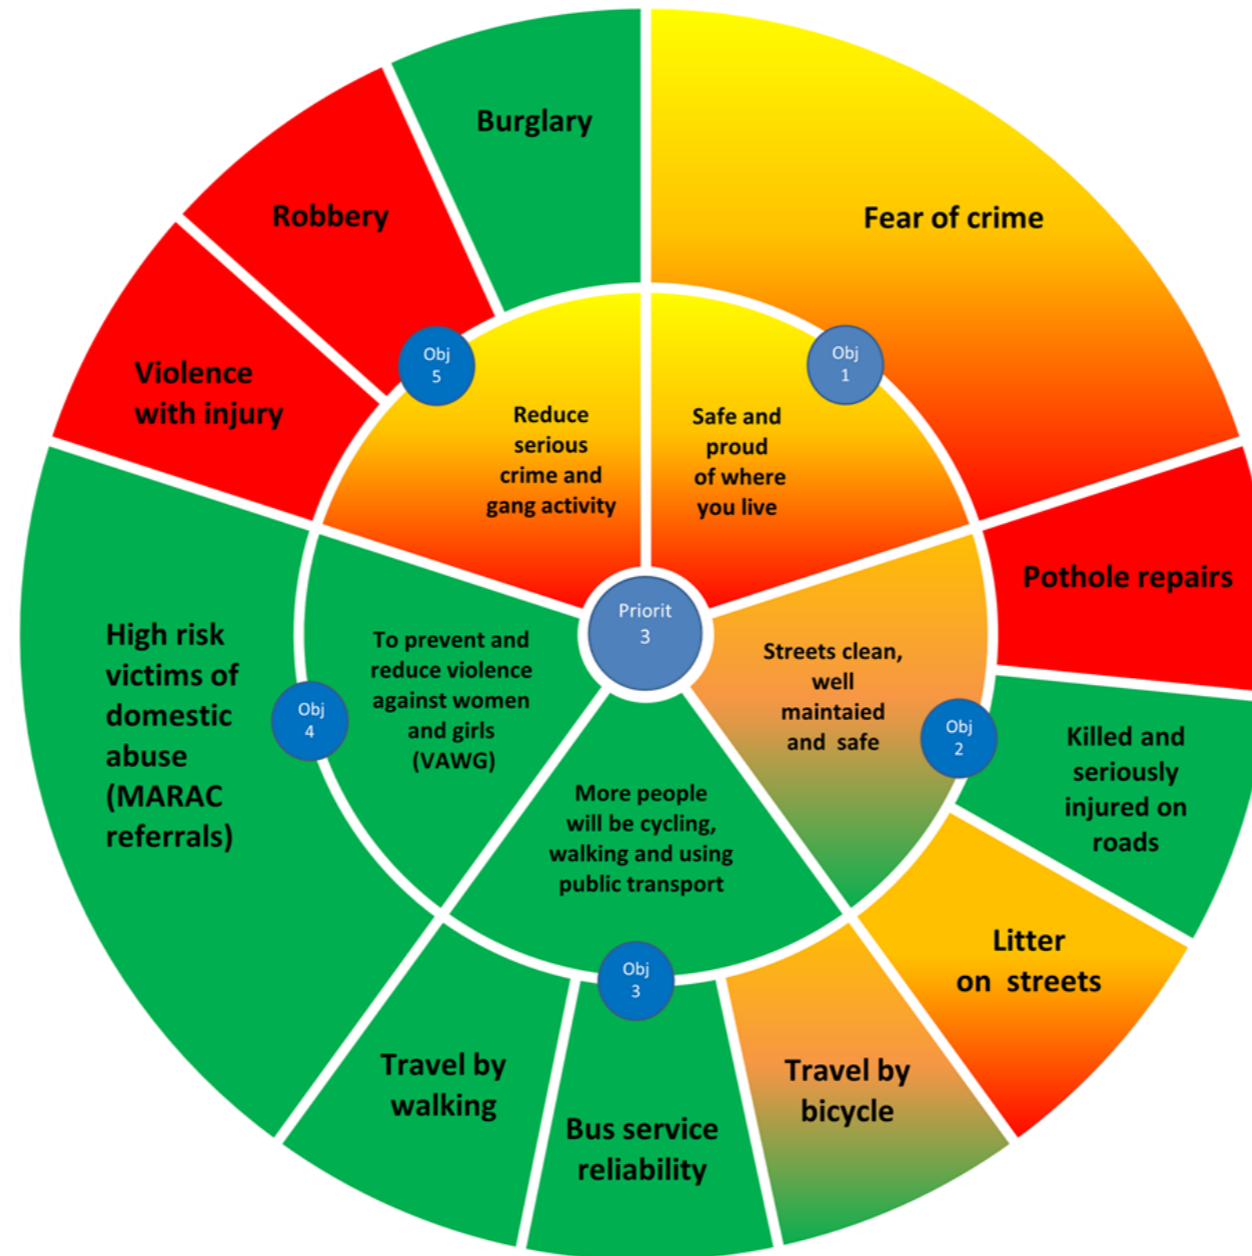 Burglary
Fear of crime
Robbery
Violence
with injury
Obj
5
Obj
1
Reduce
serious
crime and
gang activity
Safe and
proud
of where
you live
Pothole repairs
Priorit
3
High risk
victims of
domestic
abuse
(MARAC
referrals)
To prevent and
reduce violence
against women
and girls
(VAWG)
Obj
4
Streets clean,
well
maintaied
and safe
Obj
2
Killed and
seriously
injured on
roads
More people
will be cycling,
walking and using
public transport
Obj
3
Litter
on streets
Travel by
walking
Bus service
reliability
Travel by
bicycle